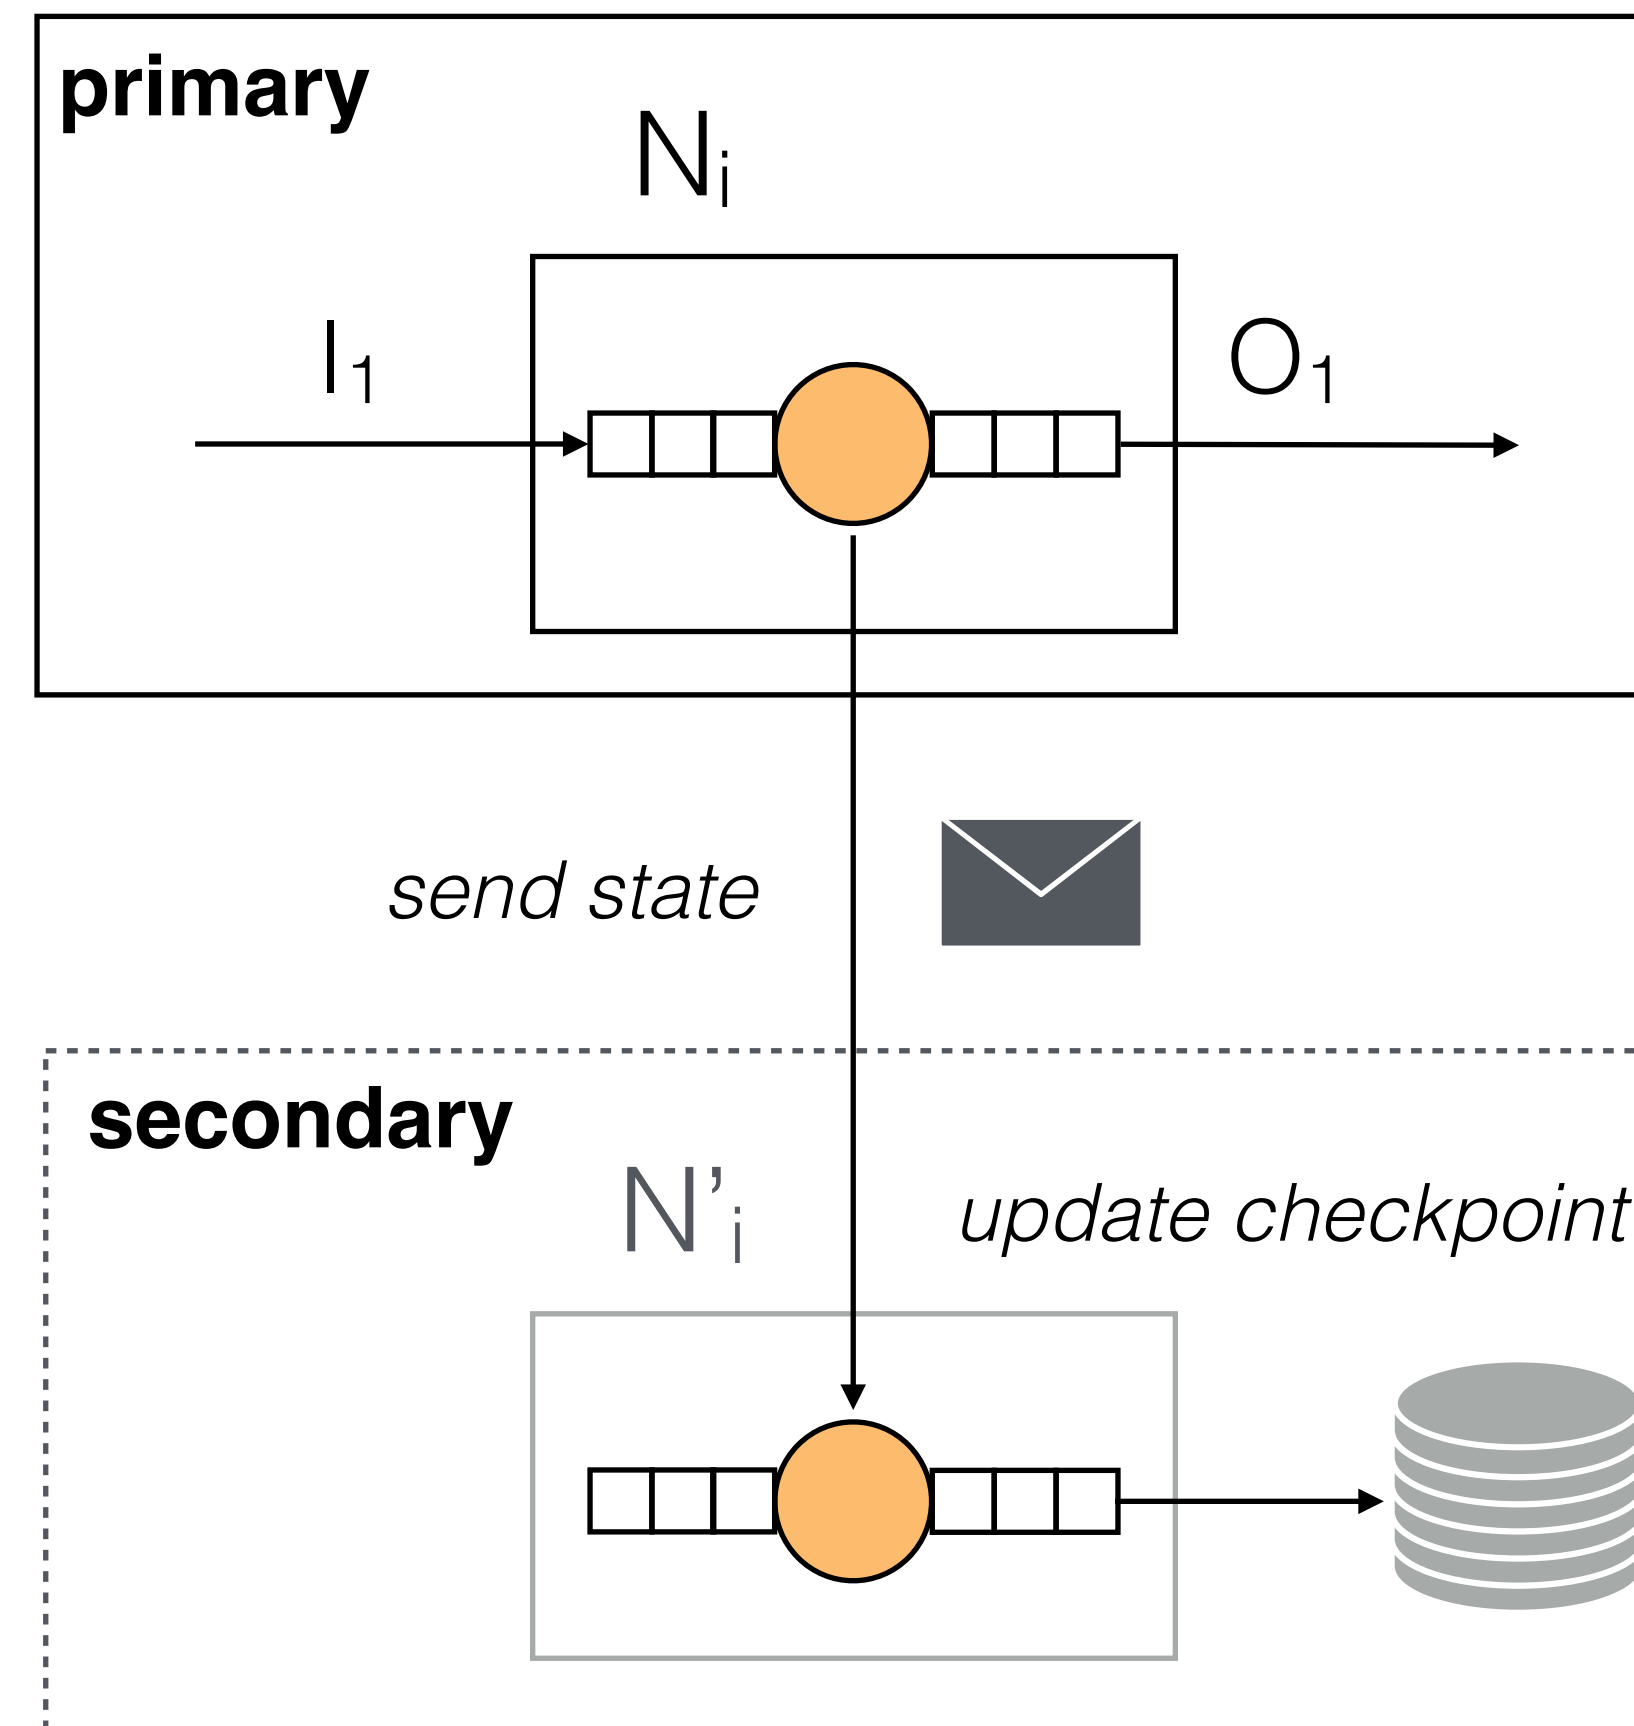 primary
Ni
I1
O1
send state
secondary
N’i
update checkpoint